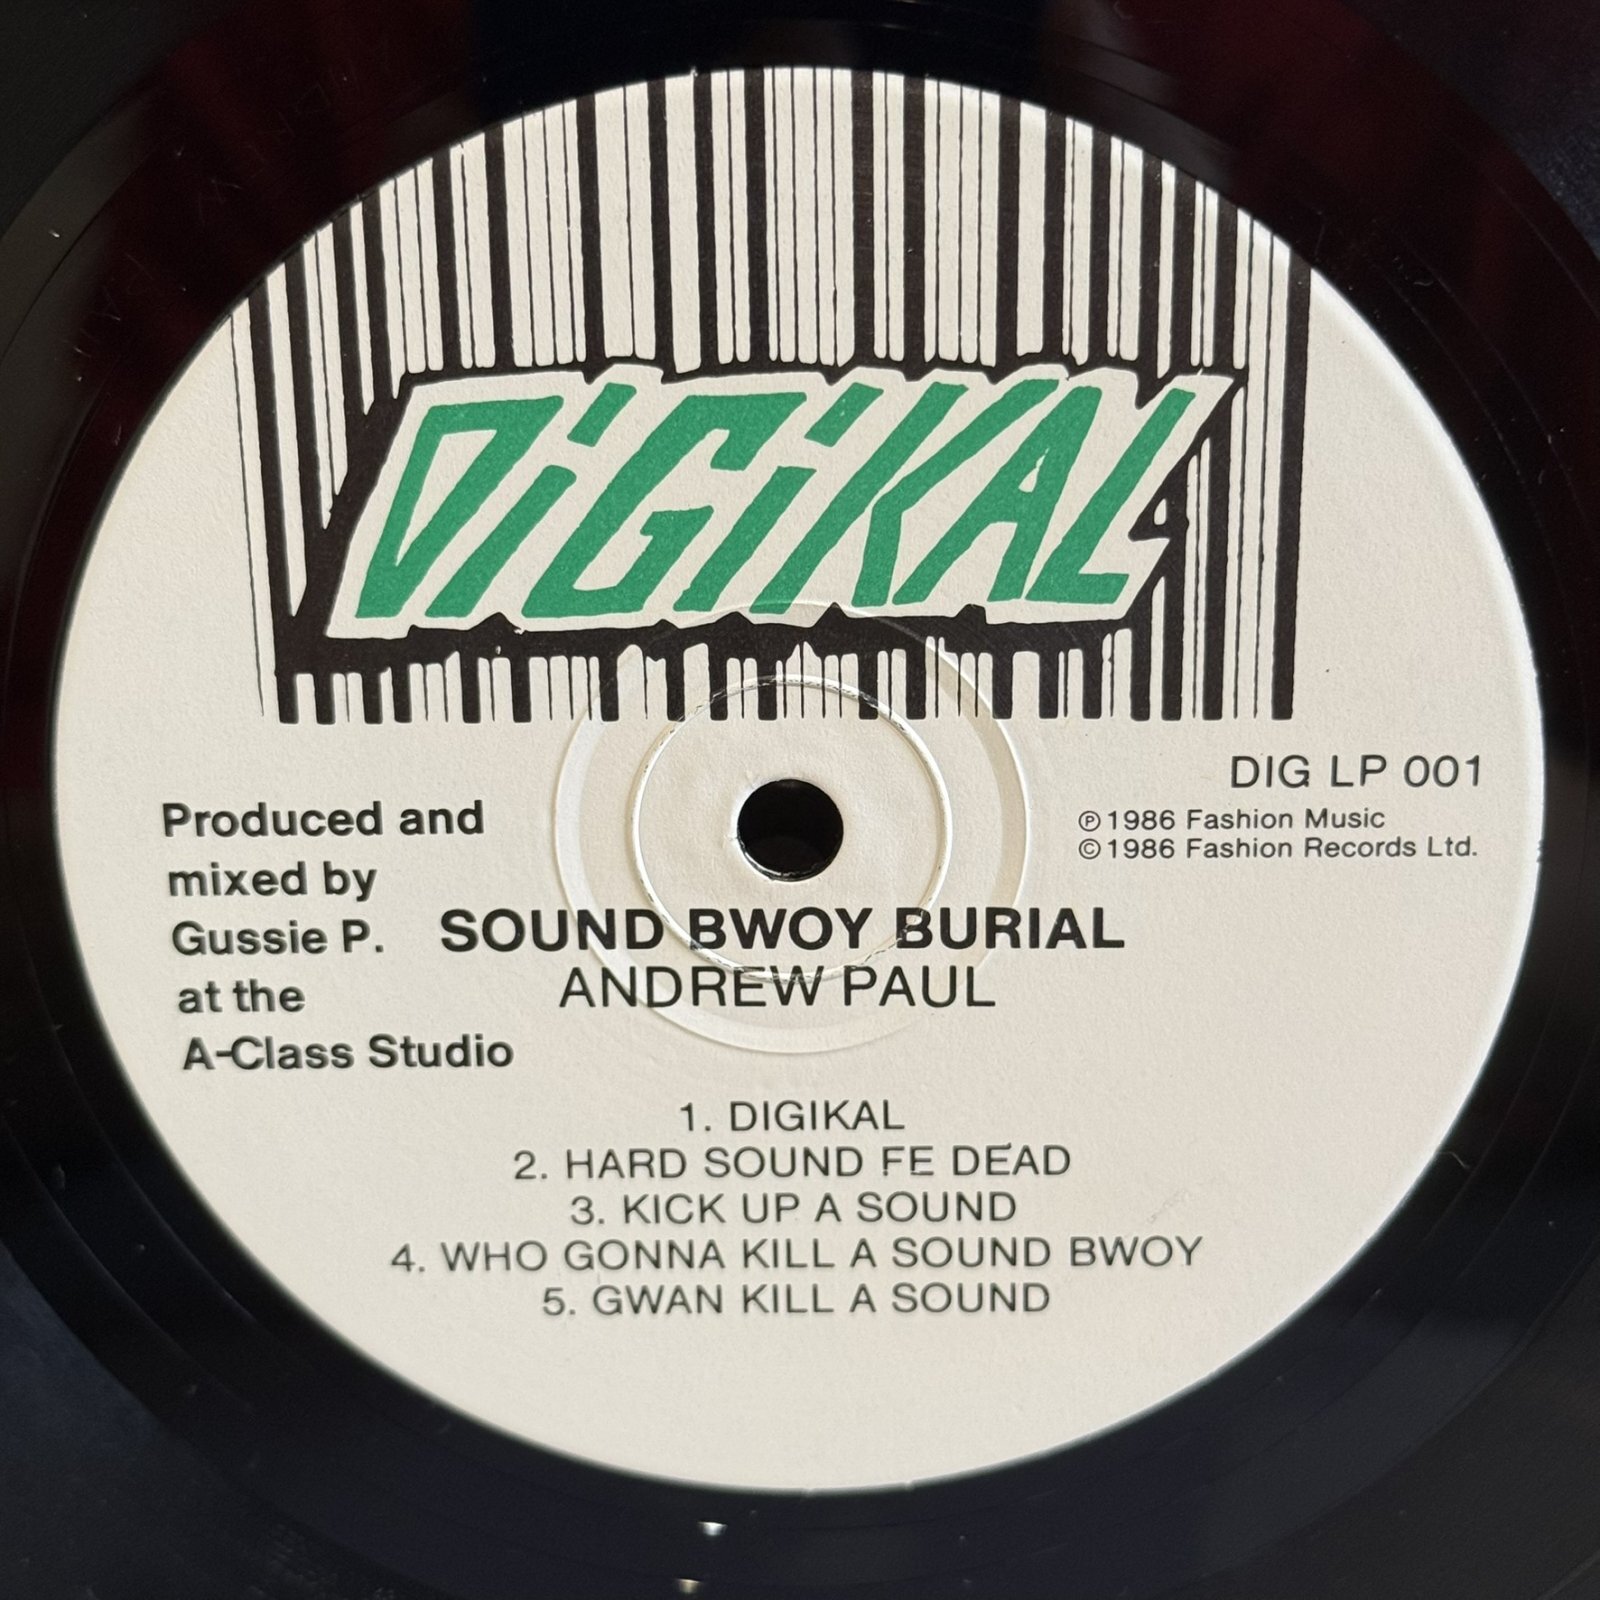 DiGiKAL
DIG LP 001
℗ 1986 Fashion Music
© 1986 Fashion Records Ltd.
Produced and
mixed by
Gussie P.
at the
A-Class Studio
SOUND BWOY BURIAL
ANDREW PAUL
1. DIGIKAL
2. HARD SOUND FE DEAD
3. KICK UP A SOUND
4. WHO GONNA KILL A SOUND BWOY
5. GWAN KILL A SOUND